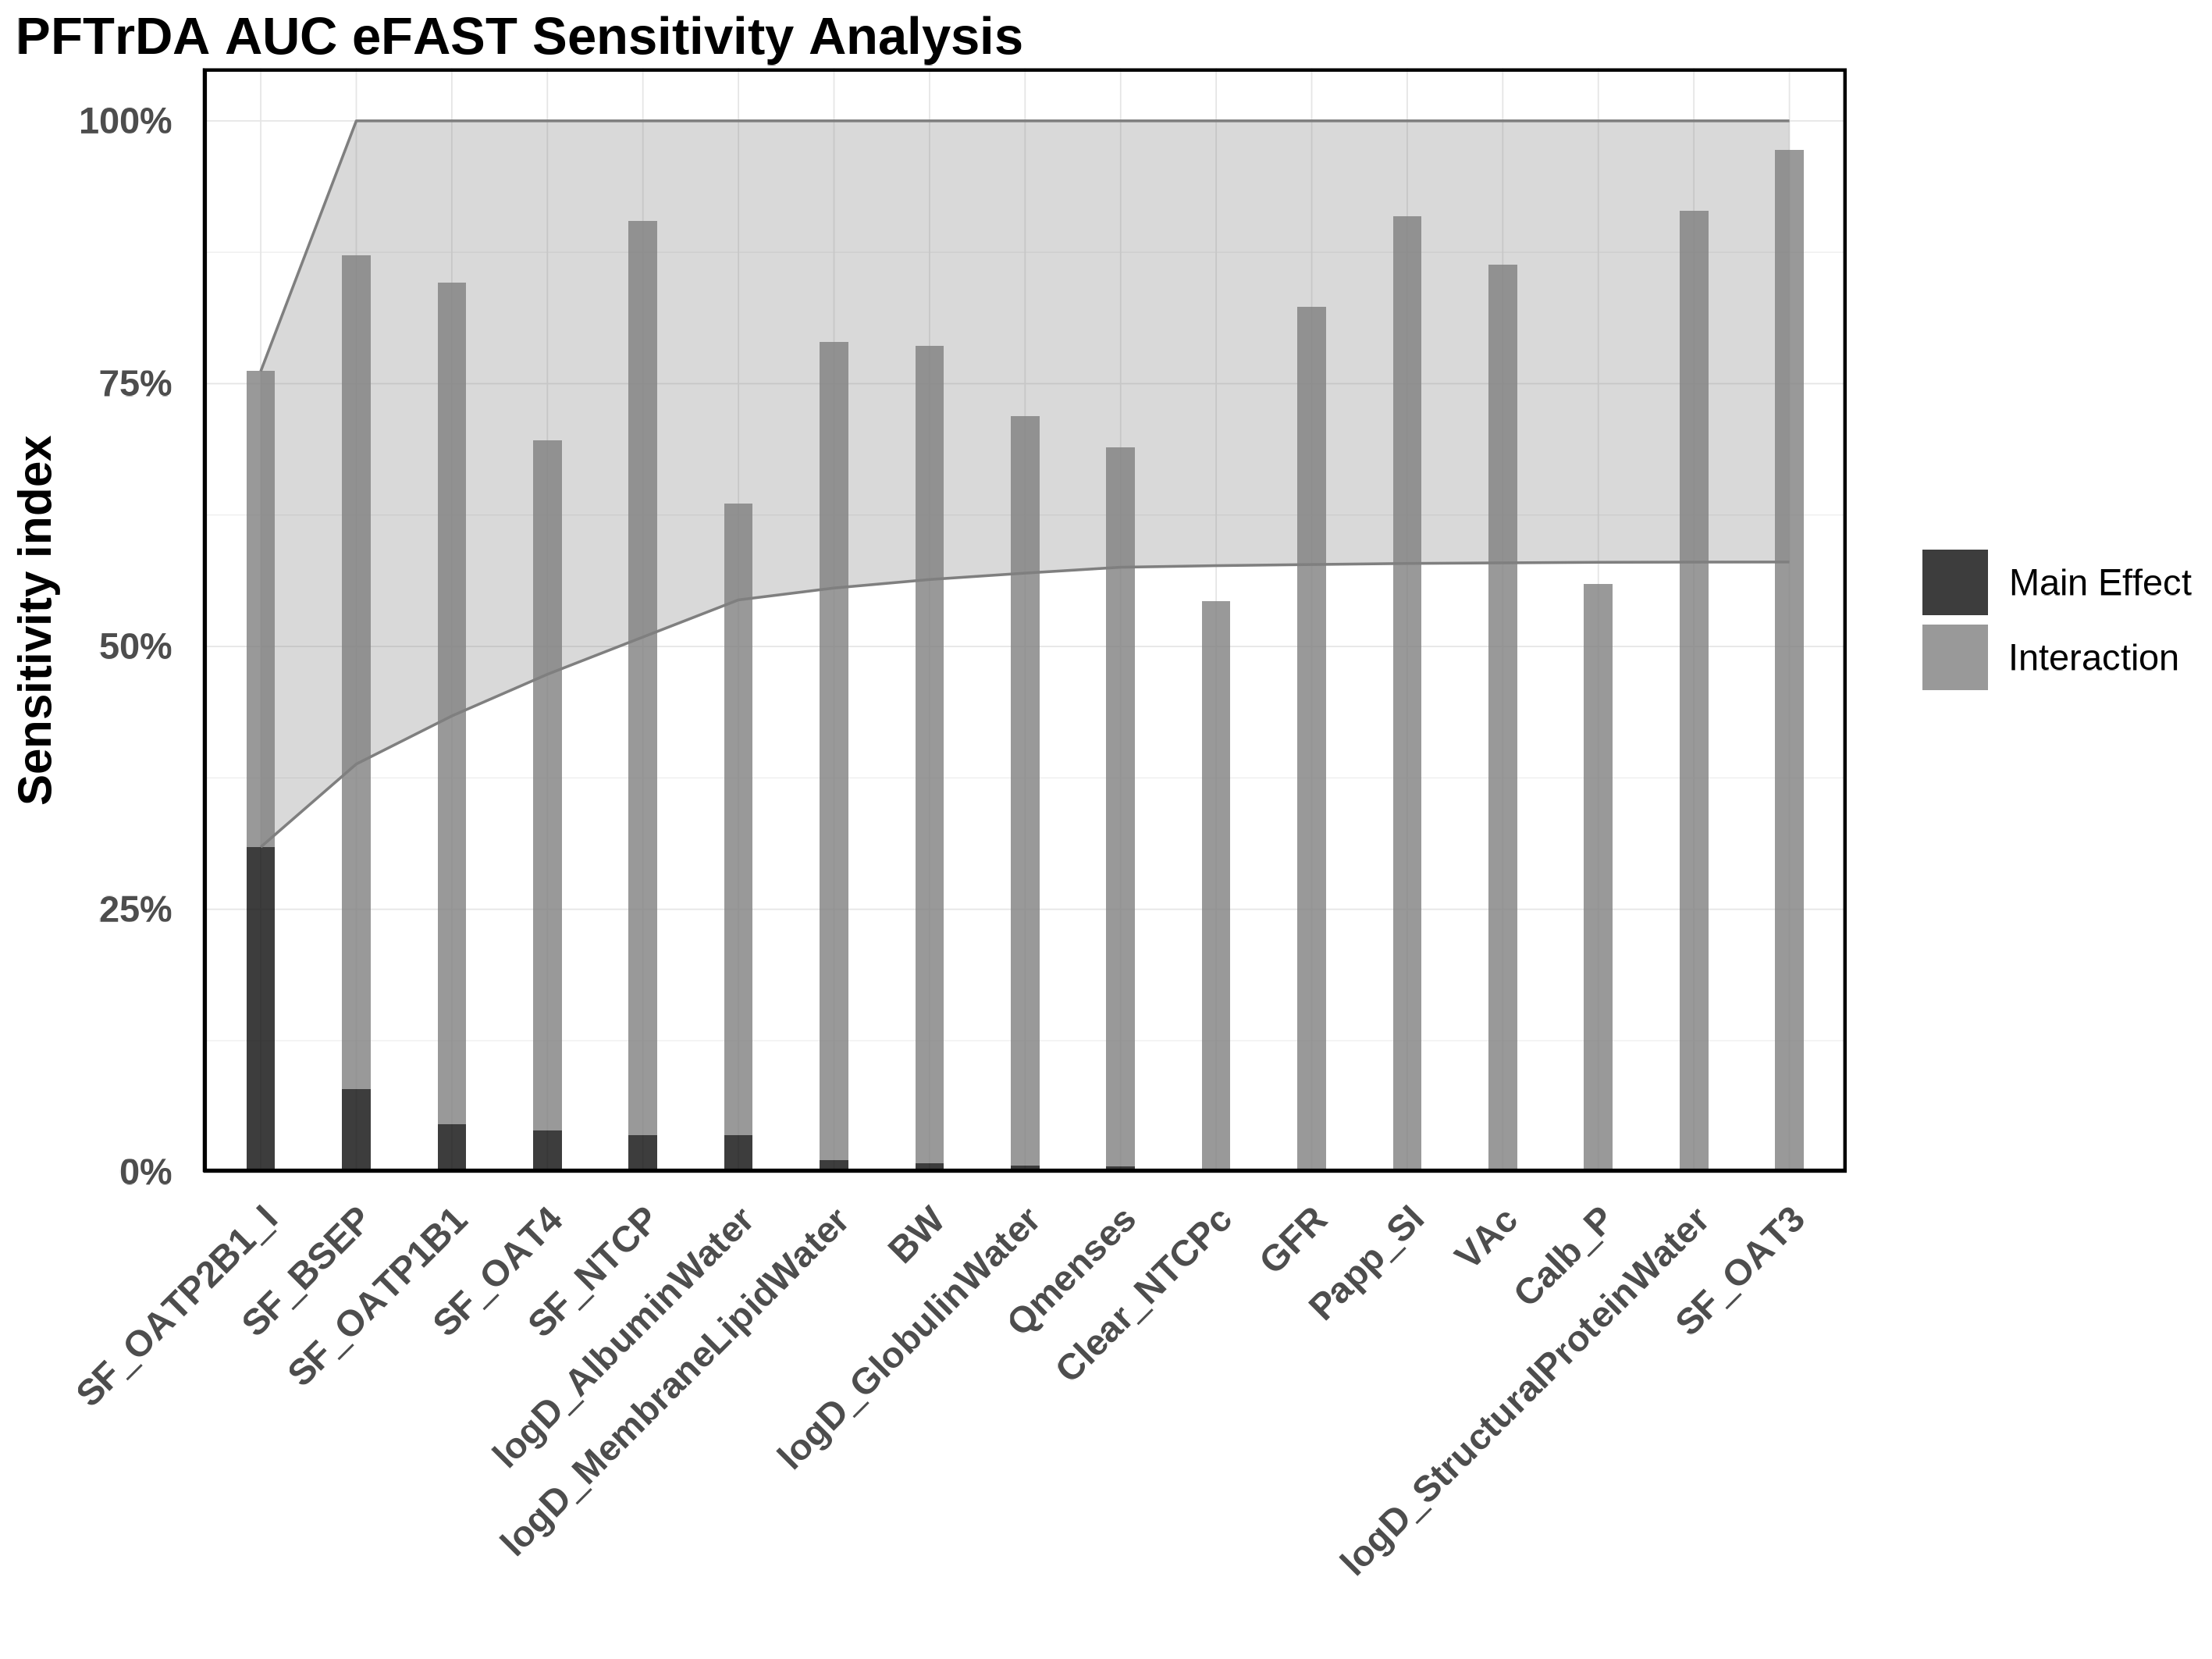 PFTrDA AUC eFAST Sensitivity Analysis
100%
75%
50%
25%
0%
Sensitivity index
SF_OATP2B1_I
SF_BSEP
SF_OATP1B1
SF_OAT4
SF_NTCP
logD_AlbuminWater
logD_MembraneLipidWater
BW
logD_GlobulinWater
Qmenses
Clear_NTCPc
GFR
Papp_SI
VAc
Calb_P
logD_StructuralProteinWater
SF_OAT3
Main Effect
Interaction